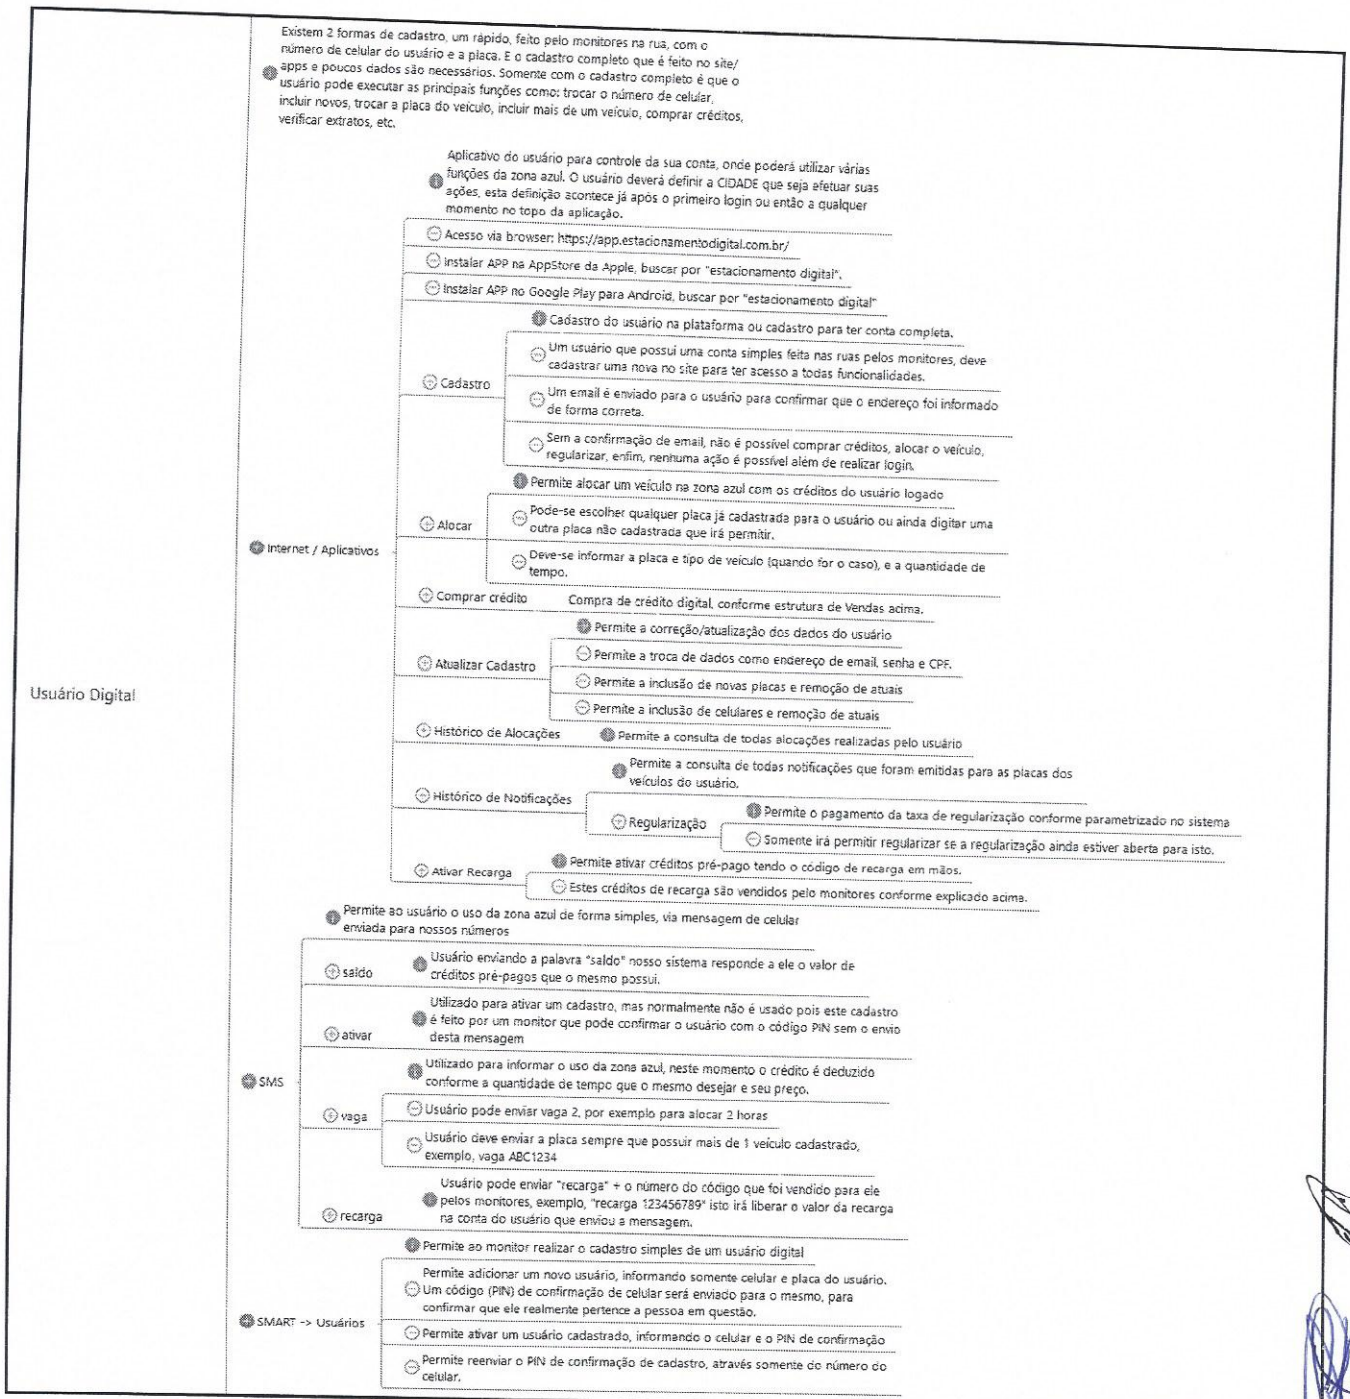 Existem 2 formas de cadastro, um rápido, feito pelo monitores na rua, com o
número de celular do usuário e a placa. E o cadastro completo que é feito no site/
apps e poucos dados são necessários. Somente com o cadastro completo é que o
usuário pode executar as principais funções como: trocar o número de celular,
incluir novos, trocar a placa do veículo, incluir mais de um veículo, comprar créditos,
verificar extratos, etc.
Aplicativo do usuário para controle da sua conta, onde poderá utilizar várias
funções da zona azul. O usuário deverá definir a CIDADE que seja efetuar suas
ações, esta definição acontece já após o primeiro login ou então a qualquer
momento no topo da aplicação.
Acesso via browser: https://app.estacionamentodigital.com.br/
Instalar APP na AppStore da Apple, buscar por "estacionamento digital".
Instalar APP no Google Play para Android, buscar por "estacionamento digital"
Cadastro do usuário na plataforma ou cadastro para ter conta completa.
Um usuário que possui uma conta simples feita nas ruas pelos monitores, deve
cadastrar uma nova no site para ter acesso a todas funcionalidades.
Cadastro
Um email é enviado para o usuário para confirmar que o endereço foi informado
de forma correta.
Sem a confirmação de email, não é possível comprar créditos, alocar o veículo,
regularizar, enfim, nenhuma ação é possível além de realizar login.
Permite alocar um veículo na zona azul com os créditos do usuário logado
Alocar
Pode-se escolher qualquer placa já cadastrada para o usuário ou ainda digitar uma
outra placa não cadastrada que irá permitir.
Internet / Aplicativos
Deve-se informar a placa e tipo de veículo (quando for o caso), e a quantidade de
tempo.
Comprar crédito
Compra de crédito digital, conforme estrutura de Vendas acima.
Permite a correção/atualização dos dados do usuário
Atualizar Cadastro
Permite a troca de dados como endereço de email, senha e CPF.
Permite a inclusão de novas placas e remoção de atuais
Usuário Digital
Permite a inclusão de celulares e remoção de atuais
Histórico de Alocações
Permite a consulta de todas alocações realizadas pelo usuário
Permite a consulta de todas notificações que foram emitidas para as placas dos
veículos do usuário.
Histórico de Notificações
Permite o pagamento da taxa de regularização conforme parametrizado no sistema
Regularização
Somente irá permitir regularizar se a regularização ainda estiver aberta para isto.
Permite ativar créditos pré-pago tendo o código de recarga em mãos.
Ativar Recarga
Estes créditos de recarga são vendidos pelo monitores conforme explicado acima.
Permite ao usuário o uso da zona azul de forma simples, via mensagem de celular
enviada para nossos números
saldo
Usuário enviando a palavra "saldo" nosso sistema responde a ele o valor de
créditos pré-pagos que o mesmo possui.
Utilizado para ativar um cadastro, mas normalmente não é usado pois este cadastro
é feito por um monitor que pode confirmar o usuário com o código PIN sem o envio
desta mensagem
ativar
Utilizado para informar o uso da zona azul, neste momento o crédito é deduzido
conforme a quantidade de tempo que o mesmo desejar e seu preço.
SMS
vaga
Usuário pode enviar vaga 2, por exemplo para alocar 2 horas
Usuário deve enviar a placa sempre que possuir mais de 1 veículo cadastrado,
exemplo, vaga ABC1234
Usuário pode enviar "recarga" + o número do código que foi vendido para ele
pelos monitores, exemplo, "recarga 123456789" isto irá liberar o valor da recarga
na conta do usuário que enviou a mensagem.
recarga
Permite ao monitor realizar o cadastro simples de um usuário digital
Permite adicionar um novo usuário, informando somente celular e placa do usuário.
Um código (PIN) de confirmação de celular será enviado para o mesmo, para
confirmar que ele realmente pertence a pessoa em questão.
SMART -> Usuários
Permite ativar um usuário cadastrado, informando o celular e o PIN de confirmação
Permite reenviar o PIN de confirmação de cadastro, através somente do número do
celular.